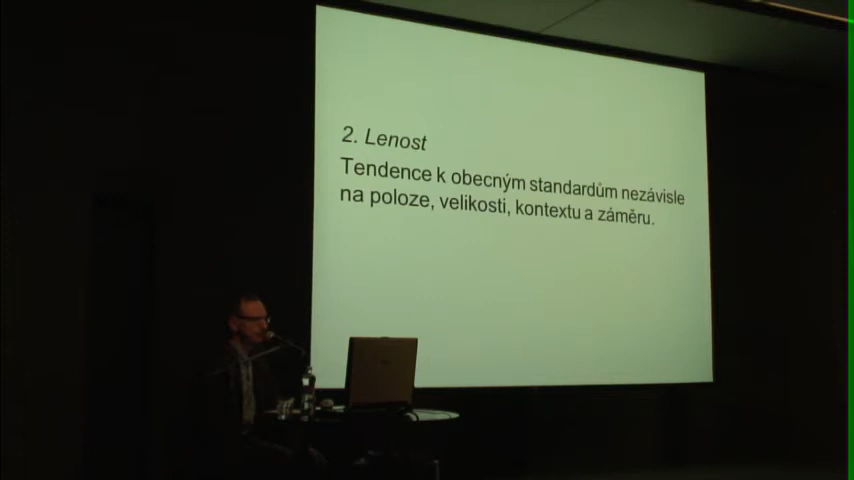 2. Lenost
Tendence k obecným standardům nezávisle
na poloze, velikosti, kontextu a záměru.